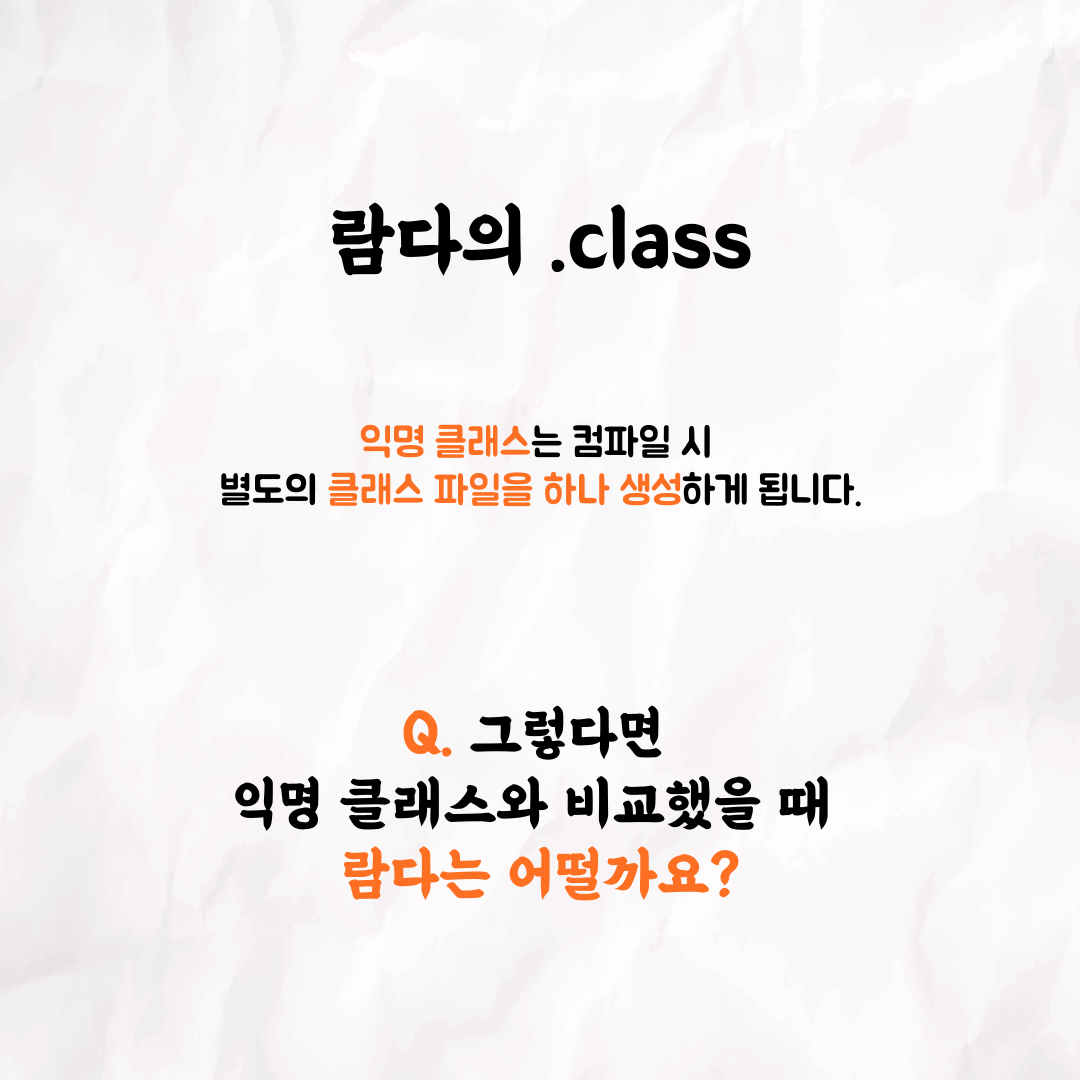 람다의 .class
익명 클래스는 컴파일 시
별도의 클래스 파일을 하나 생성하게 됩니다.
Q. 그렇다면
익명 클래스와 비교했을 때
람다는 어떨까요?